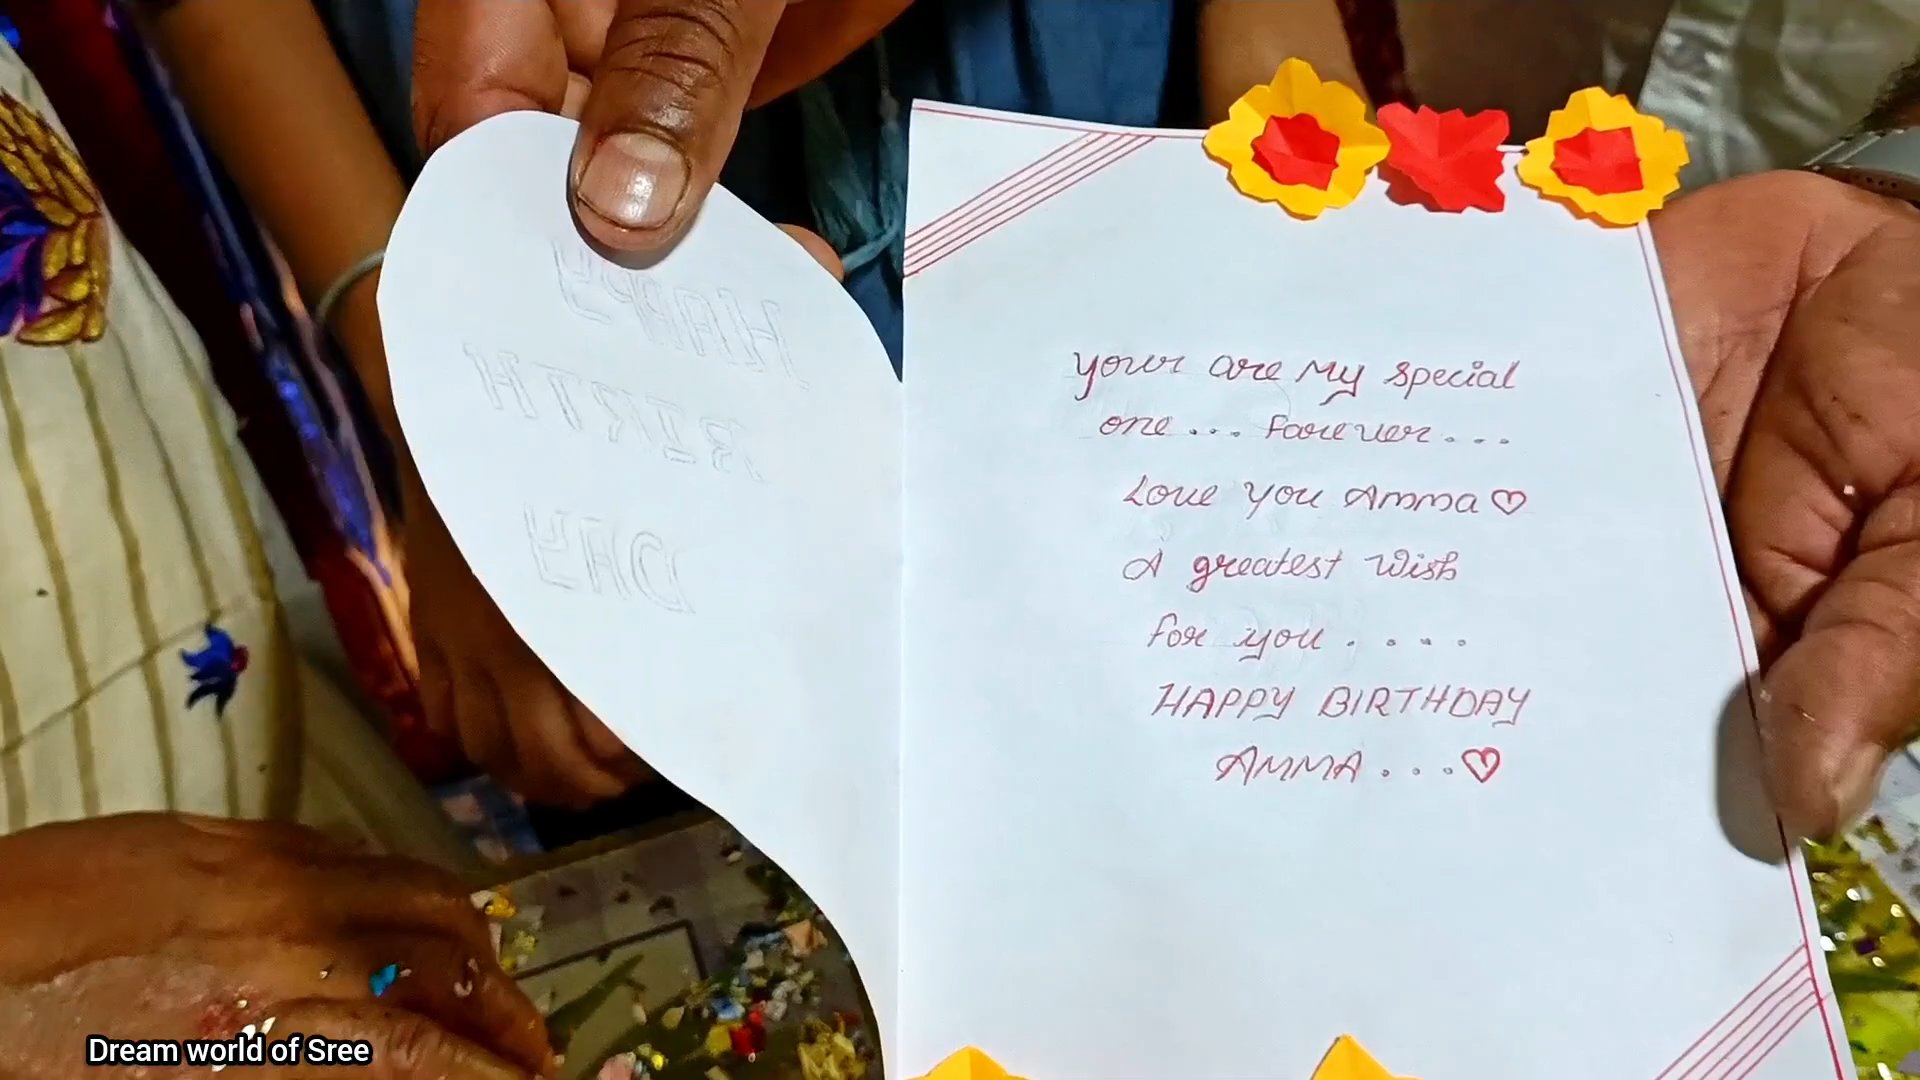 HAPPY
BIRTH
DAY
Your are My special
one... Forever...
Love You Amma♡
A greatest Wish
For you....
HAPPY BIRTHDAY
AMMA...♡
Dream world of Sree